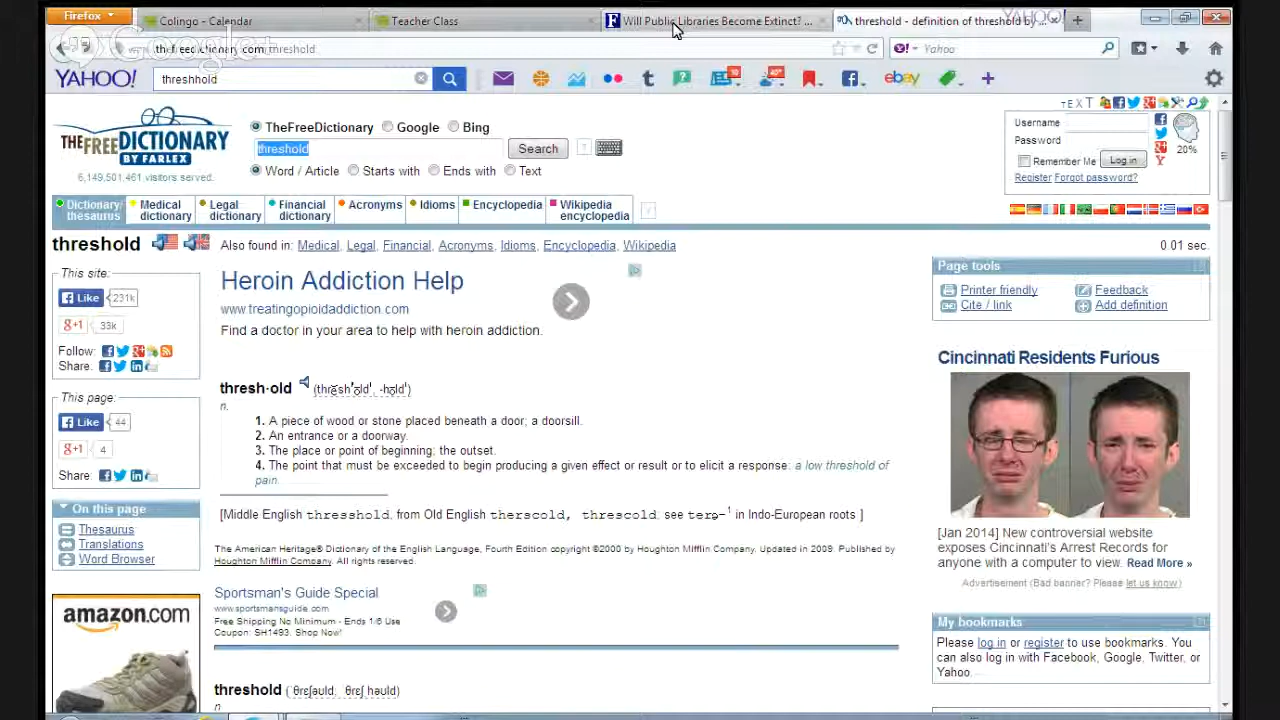 Firefox
Colingo - Calendar
Teacher Class
Will Public Libraries Become Extinct? ...
threshold - definition of threshold by ...
thefreedictionary.com/threshold
Yahoo
YAHOO!
threshhold
TEXT
THEFREEDICTIONARY
BY FARLEX
6,149,501,461 visitors served.
TheFreeDictionary
Google
Bing
threshold
Search
Word / Article
Starts with
Ends with
Text
Username
Password
Remember Me
Log in
Register Forgot password?
20%
Dictionary/
thesaurus
Medical
dictionary
Legal
dictionary
Financial
dictionary
Acronyms
Idioms
Encyclopedia
Wikipedia
encyclopedia
threshold
Also found in: Medical, Legal, Financial, Acronyms, Idioms, Encyclopedia, Wikipedia
0.01 sec.
This site:
Like
231k
+1
33k
Follow:
Share:
This page:
Like
44
+1
4
Share:
On this page
Thesaurus
Translations
Word Browser
amazon.com
Heroin Addiction Help
www.treatingopioidaddiction.com
Find a doctor in your area to help with heroin addiction.
thresh·old
n.
1. A piece of wood or stone placed beneath a door; a doorsill.
2. An entrance or a doorway.
3. The place or point of beginning; the outset.
4. The point that must be exceeded to begin producing a given effect or result or to elicit a response: a low threshold of
pain.
[Middle English thresshold, from Old English therscold, threscold; see terə-1 in Indo-European roots.]
The American Heritage® Dictionary of the English Language, Fourth Edition copyright ©2000 by Houghton Mifflin Company. Updated in 2009. Published by
Houghton Mifflin Company. All rights reserved.
Sportsman's Guide Special
www.sportsmansguide.com
Free Shipping No Minimum - Ends 1/6 Use
Coupon: SH1493. Shop Now!
threshold (ˈθrɛʃəʊld; ˈθrɛʃˌhəʊld)
n
Page tools
Printer friendly
Feedback
Cite / link
Add definition
Cincinnati Residents Furious
[Jan 2014] New controversial website
exposes Cincinnati's Arrest Records for
anyone with a computer to view. Read More »
Advertisement (Bad banner? Please let us know)
My bookmarks
Please log in or register to use bookmarks. You
can also log in with Facebook, Google, Twitter, or
Yahoo.